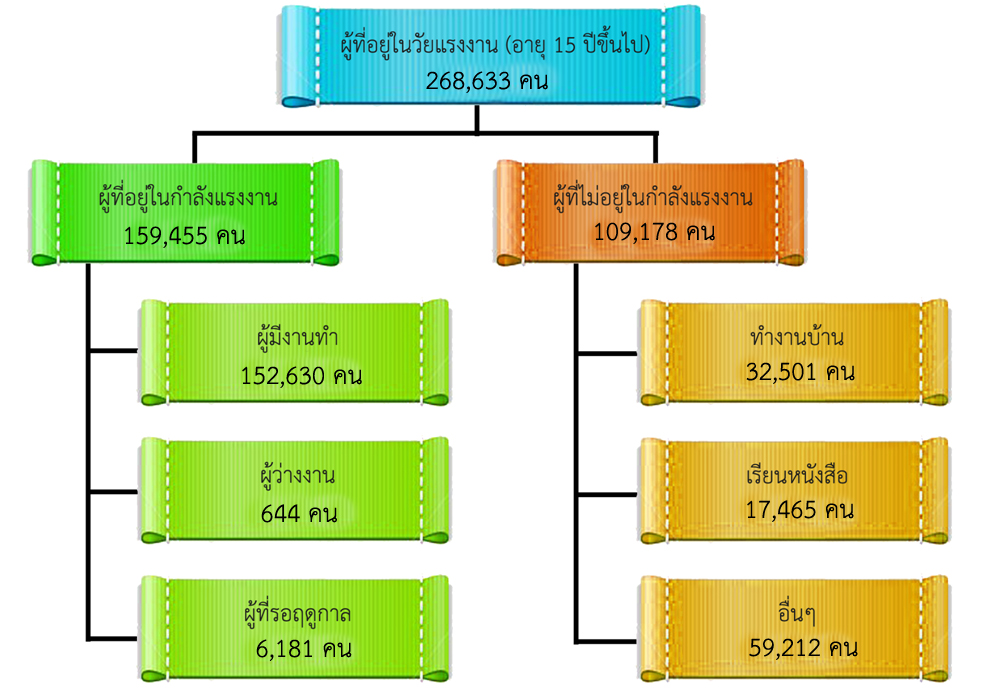 ผู้ที่อยู่ในวัยแรงงาน (อายุ 15 ปีขึ้นไป)
268,633 คน
ผู้ที่อยู่ในกำลังแรงงาน
159,455 คน
ผู้มีงานทำ
152,630 คน
ผู้ว่างงาน
644 คน
ผู้ที่รอฤดูกาล
6,181 คน
ผู้ที่ไม่อยู่ในกำลังแรงงาน
109,178 คน
ทำงานบ้าน
32,501 คน
เรียนหนังสือ
17,465 คน
อื่นๆ
59,212 คน